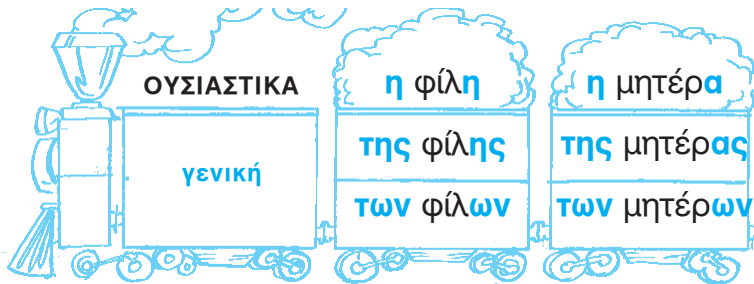 ΟΥΣΙΑΣΤΙΚΑ
γενική
η φίλη
της φίλης
των φίλων
η μητέρα
της μητέρας
των μητέρων